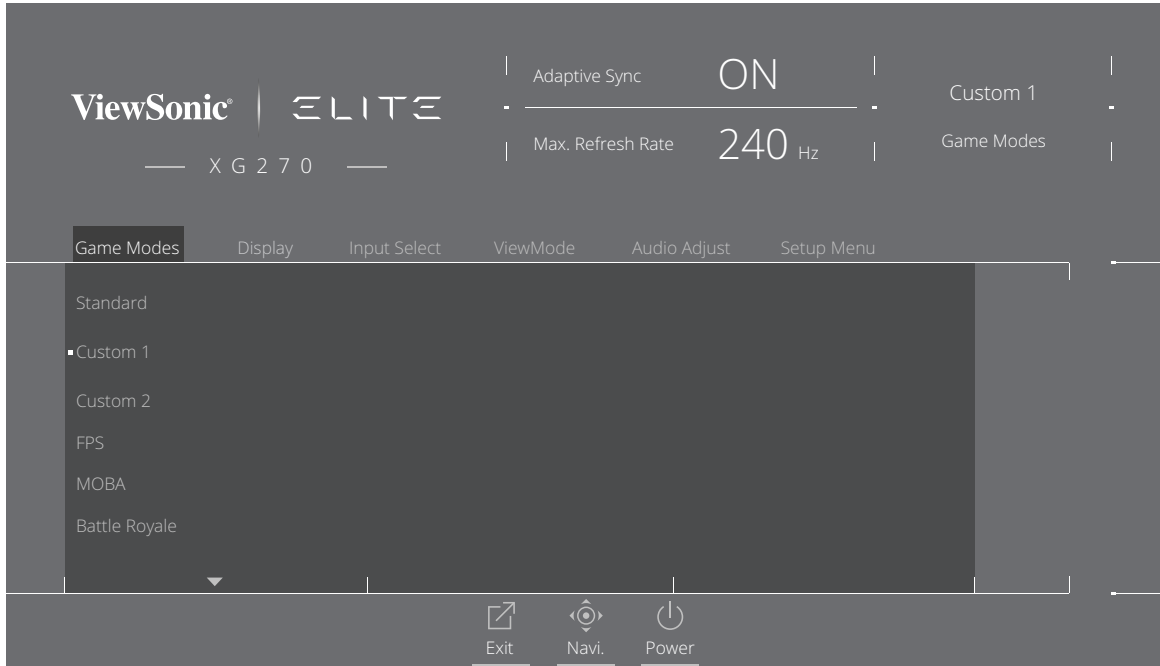 ViewSonic® ELITE
XG270
Adaptive Sync ON
Max. Refresh Rate 240 Hz
Custom 1
Game Modes
Game Modes Display Input Select ViewMode Audio Adjust Setup Menu
Standard
Custom 1
Custom 2
FPS
MOBA
Battle Royale
Exit Navi. Power